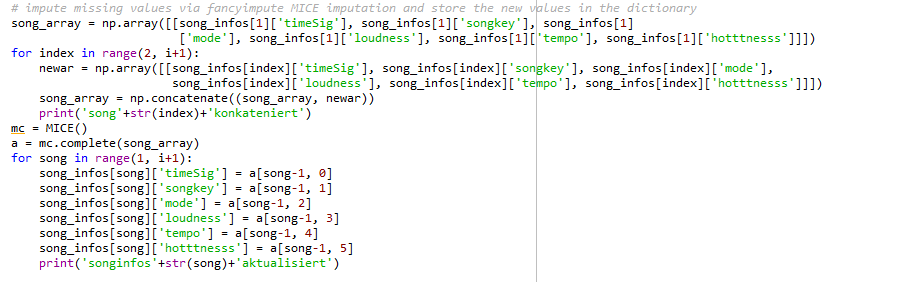 # impute missing values via fancyimpute MICE imputation and store the new values in the dictionary
song_array = np.array([[song_infos[1]['timeSig'], song_infos[1]['songkey'], song_infos[1]
['mode'], song_infos[1]['loudness'], song_infos[1]['tempo'], song_infos[1]['hotttnesss']]])
for index in range(2, i+1):
newar = np.array([[song_infos[index]['timeSig'], song_infos[index]['songkey'], song_infos[index]['mode'],
song_infos[index]['loudness'], song_infos[index]['tempo'], song_infos[index]['hotttnesss']]])
song_array = np.concatenate((song_array, newar))
print('song'+str(index)+'konkateniert')
mc = MICE()
a = mc.complete(song_array)
for song in range(1, i+1):
song_infos[song]['timeSig'] = a[song-1, 0]
song_infos[song]['songkey'] = a[song-1, 1]
song_infos[song]['mode'] = a[song-1, 2]
song_infos[song]['loudness'] = a[song-1, 3]
song_infos[song]['tempo'] = a[song-1, 4]
song_infos[song]['hotttnesss'] = a[song-1, 5]
print('songinfos'+str(song)+'aktualisiert')